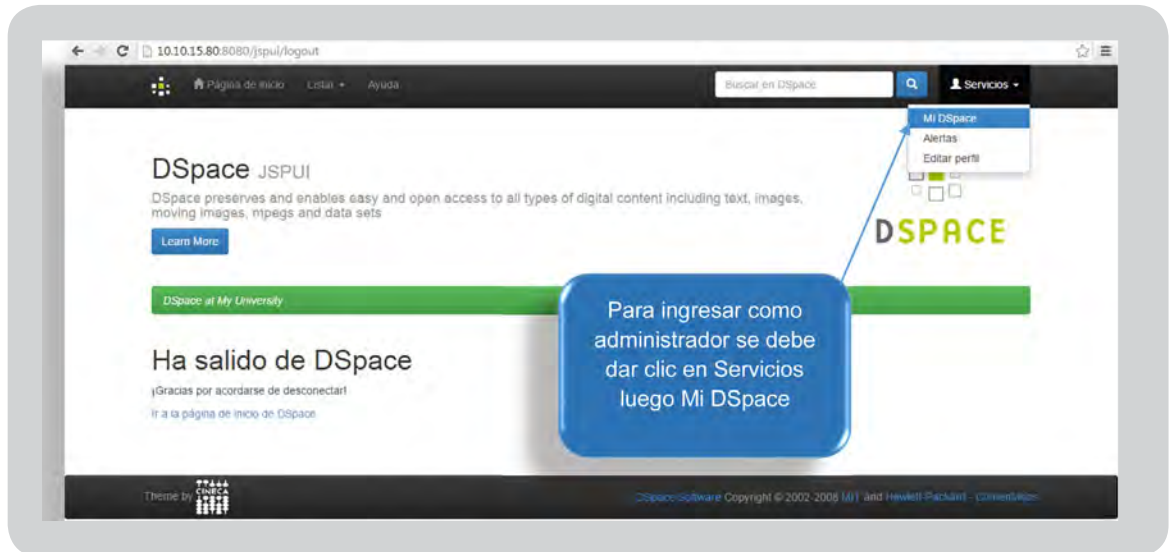 10.10.15.80:8080/jspui/logout
Página de inicio Listar Ayuda Buscar en DSpace Servicios
Mi DSpace
Alertas
Editar perfil
DSpace JSPUI
DSpace preserves and enables easy and open access to all types of digital content including text, images,
moving images, mpegs and data sets
Learn More
DSPACE
DSpace at My University
Para ingresar como
administrador se debe
dar clic en Servicios
luego Mi DSpace
Ha salido de DSpace
¡Gracias por acordarse de desconectar!
Ir a la página de inicio de DSpace
Theme by CINECA
DSpace Software Copyright © 2002-2008 MIT and Hewlett-Packard - Comentarios